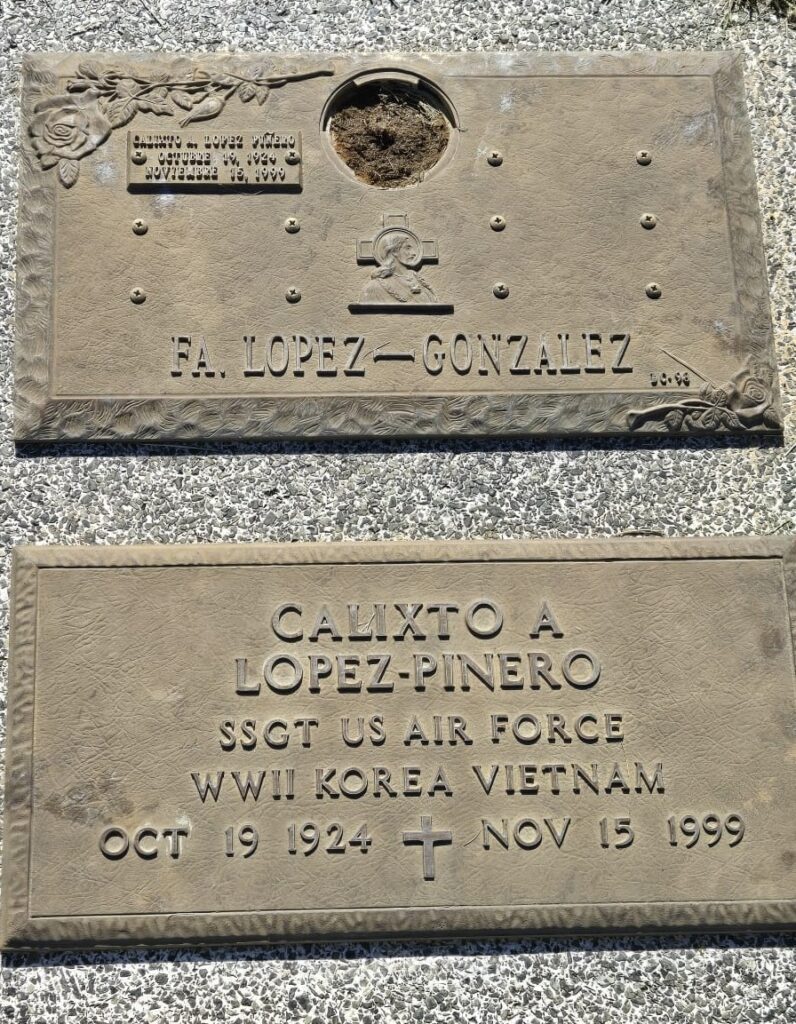 CALIXTO A. LOPEZ PIÑERO
OCTUBRE 19, 1924
NOVIEMBRE 15, 1999
FA. LOPEZ—GONZALEZ
CALIXTO A
LOPEZ-PINERO
SSGT US AIR FORCE
WWII KOREA VIETNAM
OCT 19 1924 NOV 15 1999